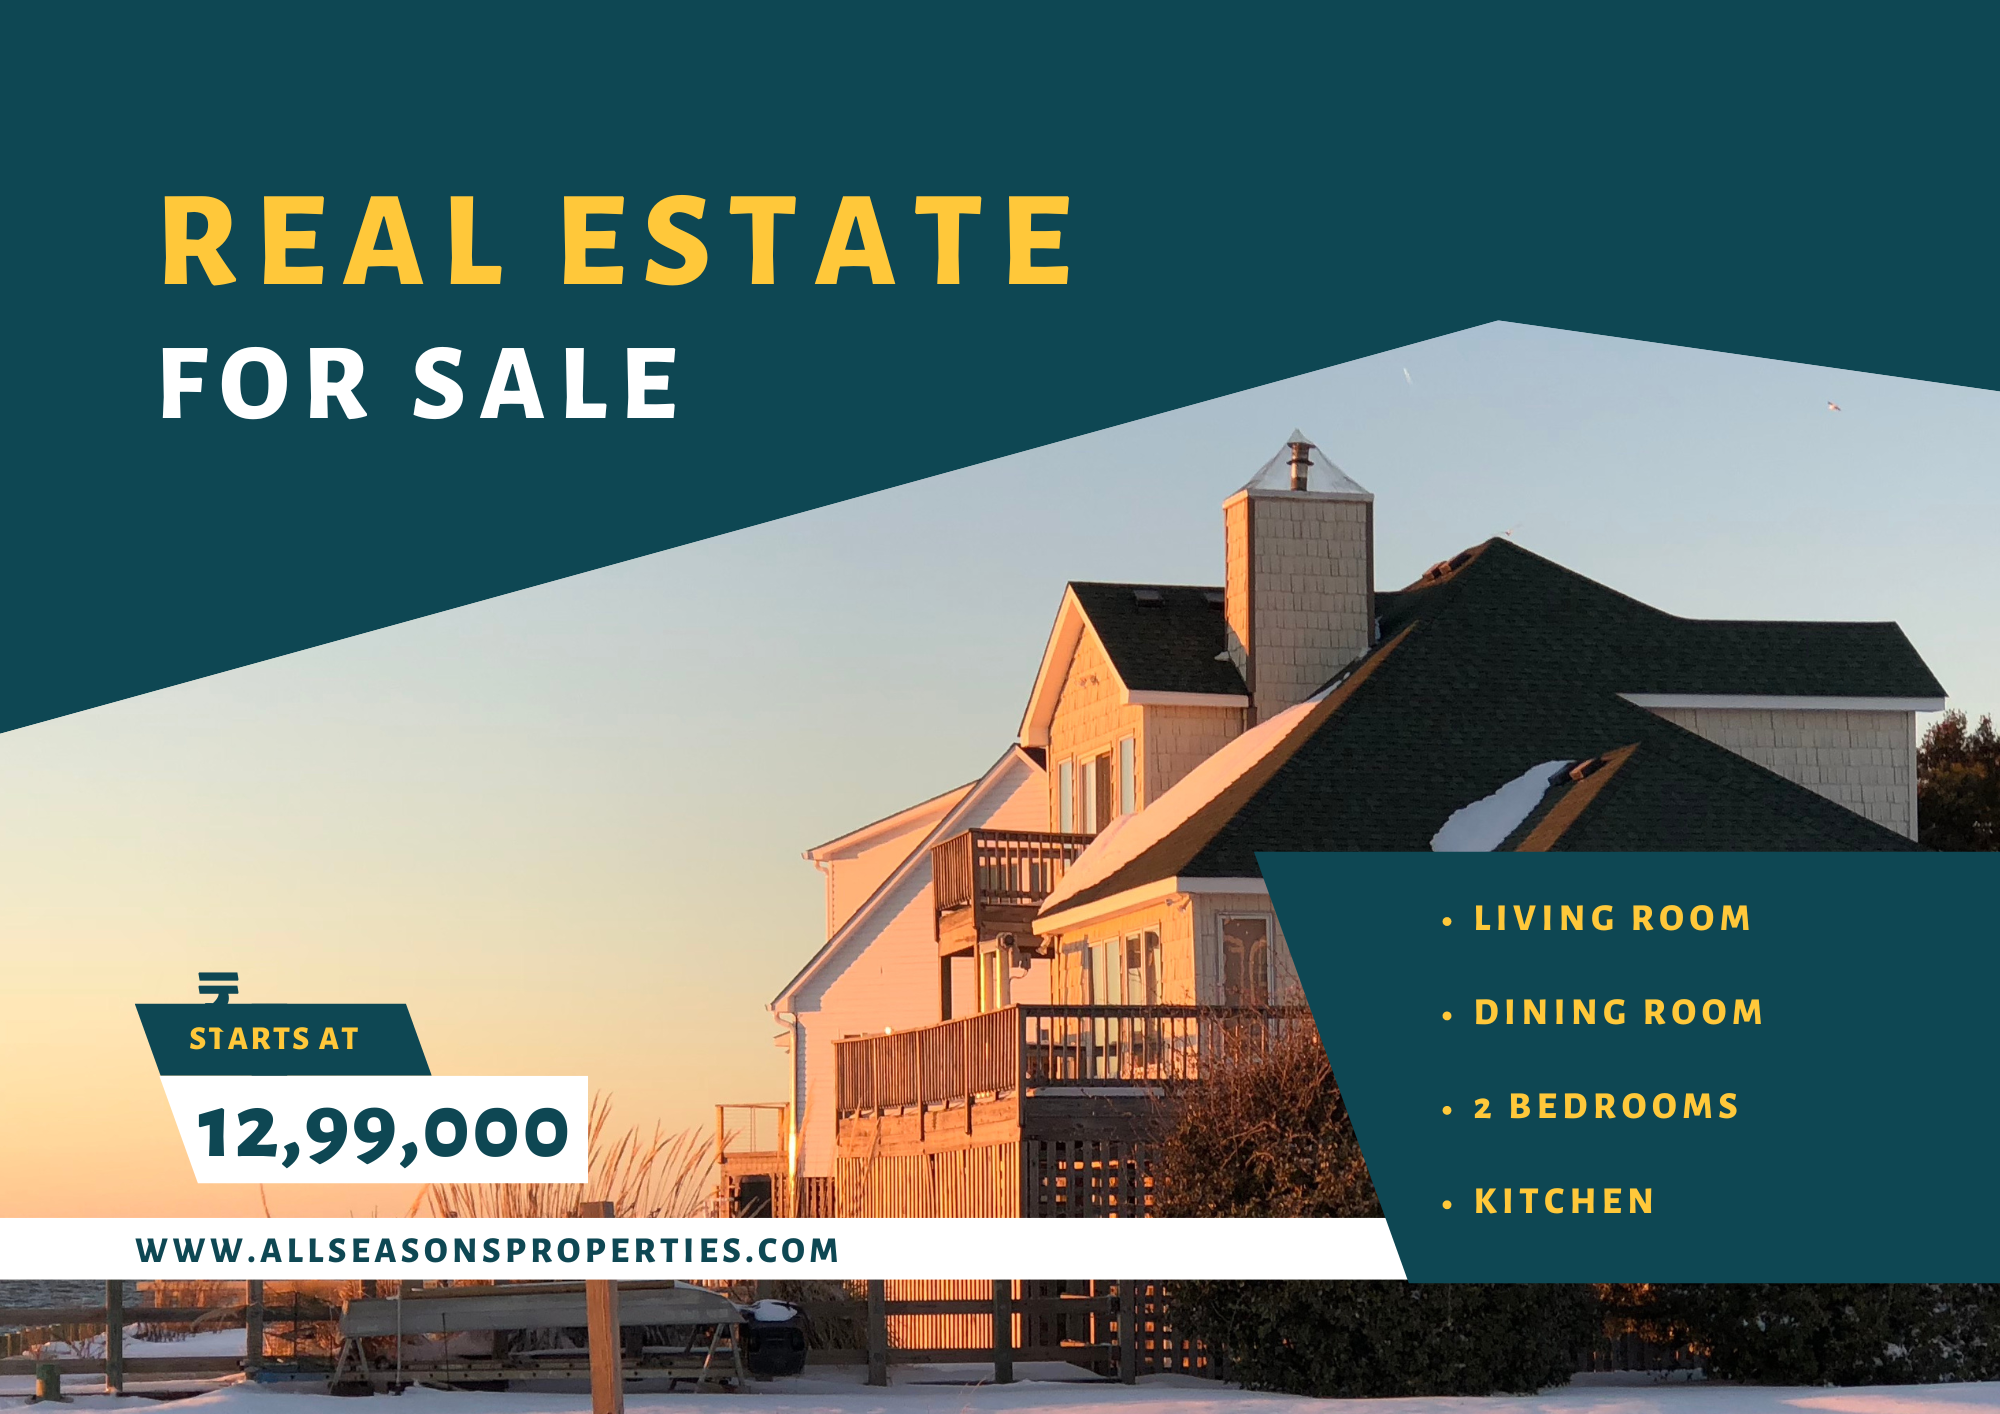 REAL ESTATE
FOR SALE
₹
STARTS AT
12,99,000
WWW.ALLSEASONSPROPERTIES.COM
• LIVING ROOM
• DINING ROOM
• 2 BEDROOMS
• KITCHEN